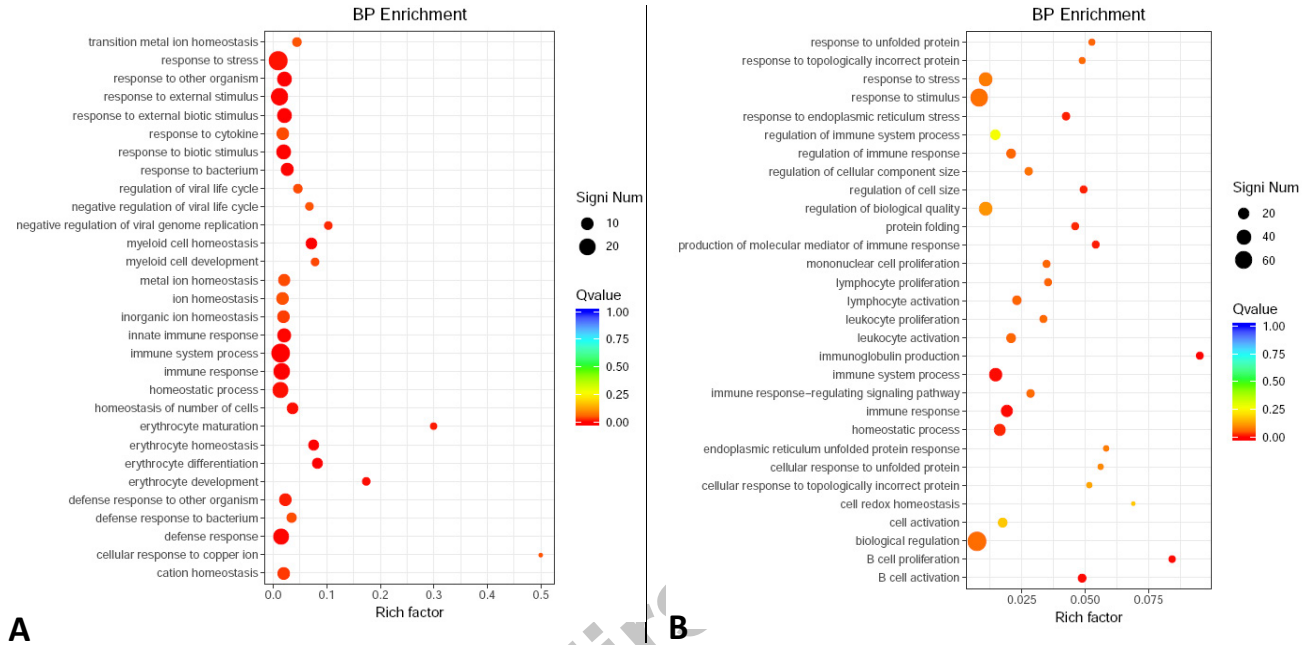 BP Enrichment
transition metal ion homeostasis
response to stress
response to other organism
response to external stimulus
response to external biotic stimulus
response to cytokine
response to biotic stimulus
response to bacterium
regulation of viral life cycle
negative regulation of viral life cycle
negative regulation of viral genome replication
myeloid cell homeostasis
myeloid cell development
metal ion homeostasis
ion homeostasis
inorganic ion homeostasis
innate immune response
immune system process
immune response
homeostatic process
homeostasis of number of cells
erythrocyte maturation
erythrocyte homeostasis
erythrocyte differentiation
erythrocyte development
defense response to other organism
defense response to bacterium
defense response
cellular response to copper ion
cation homeostasis
0.0 0.1 0.2 0.3 0.4 0.5
Rich factor
Signi Num
10
20
Qvalue
1.00
0.75
0.50
0.25
0.00
A
BP Enrichment
response to unfolded protein
response to topologically incorrect protein
response to stress
response to stimulus
response to endoplasmic reticulum stress
regulation of immune system process
regulation of immune response
regulation of cellular component size
regulation of cell size
regulation of biological quality
protein folding
production of molecular mediator of immune response
mononuclear cell proliferation
lymphocyte proliferation
lymphocyte activation
leukocyte proliferation
leukocyte activation
immunoglobulin production
immune system process
immune response−regulating signaling pathway
immune response
homeostatic process
endoplasmic reticulum unfolded protein response
cellular response to unfolded protein
cellular response to topologically incorrect protein
cell redox homeostasis
cell activation
biological regulation
B cell proliferation
B cell activation
0.025 0.050 0.075
Rich factor
Signi Num
20
40
60
Qvalue
1.00
0.75
0.50
0.25
0.00
B